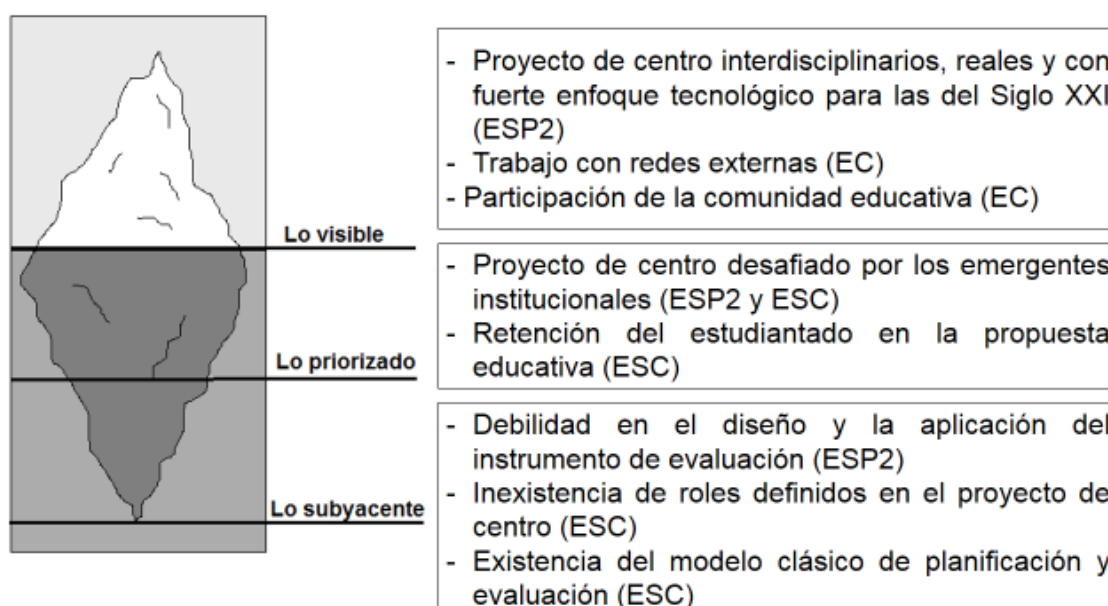 - Proyecto de centro interdisciplinarios, reales y con
fuerte enfoque tecnológico para las del Siglo XXI
(ESP2)
- Trabajo con redes externas (EC)
- Participación de la comunidad educativa (EC)
Lo visible
- Proyecto de centro desafiado por los emergentes
institucionales (ESP2 y ESC)
- Retención del estudiantado en la propuesta
educativa (ESC)
Lo priorizado
- Debilidad en el diseño y la aplicación del
instrumento de evaluación (ESP2)
- Inexistencia de roles definidos en el proyecto de
centro (ESC)
- Existencia del modelo clásico de planificación y
evaluación (ESC)
Lo subyacente